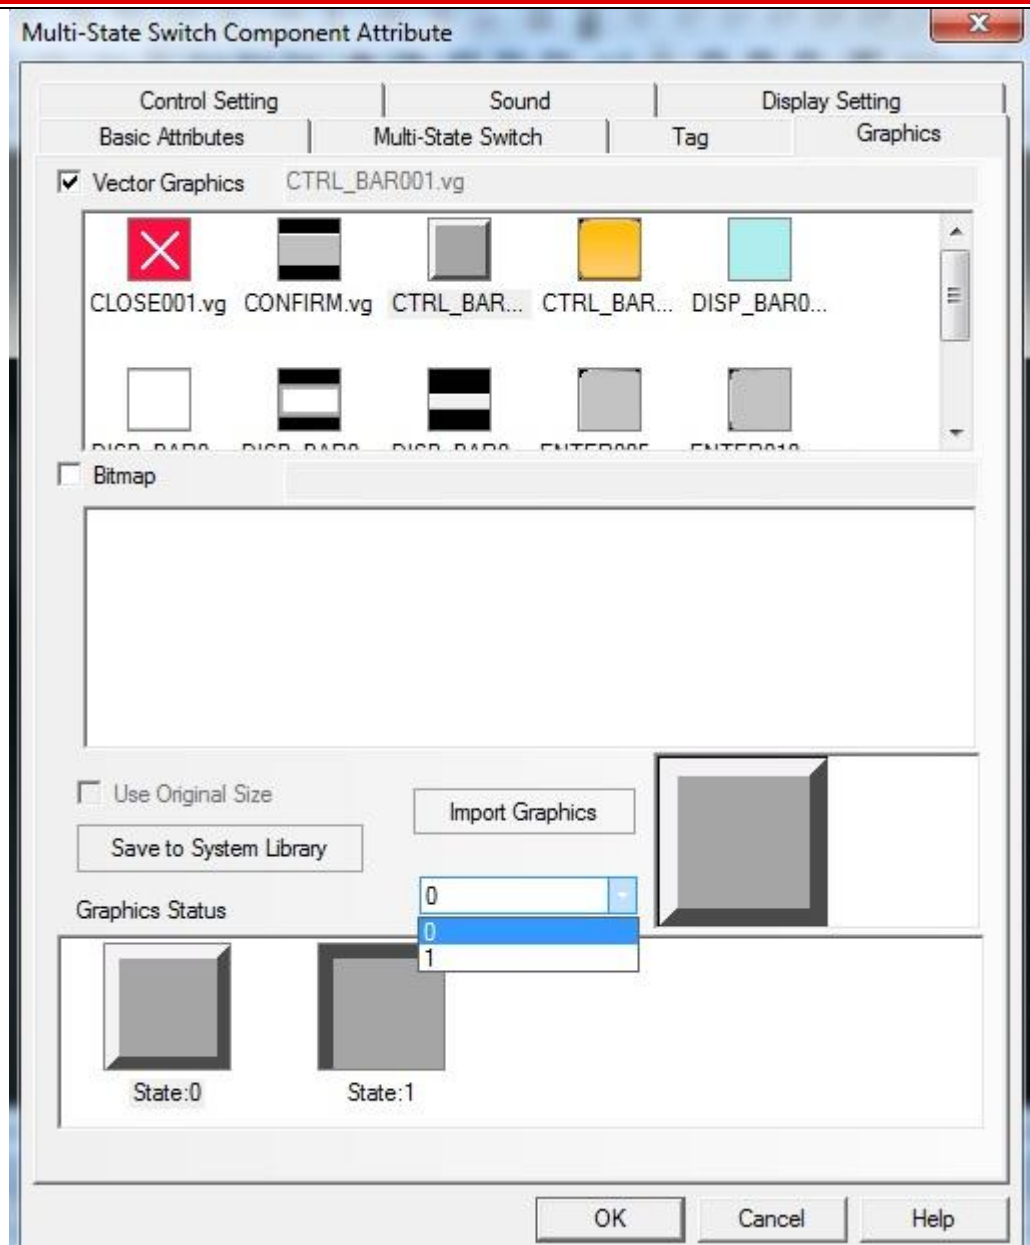 Multi-State Switch Component Attribute
Control Setting Sound Display Setting
Basic Attributes Multi-State Switch Tag Graphics
Vector Graphics CTRL_BAR001.vg
CLOSE001.vg CONFIRM.vg CTRL_BAR... CTRL_BAR... DISP_BAR0...
Bitmap
Use Original Size
Import Graphics
Save to System Library
0
Graphics Status
0
1
State:0 State:1
OK Cancel Help